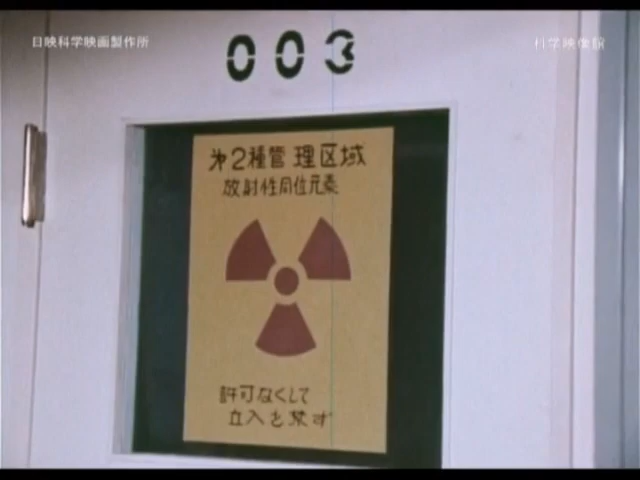 日映科学映画製作所
科学映像館
003
第2種管理区域
放射性同位元素
許可なくして
立入を禁ず